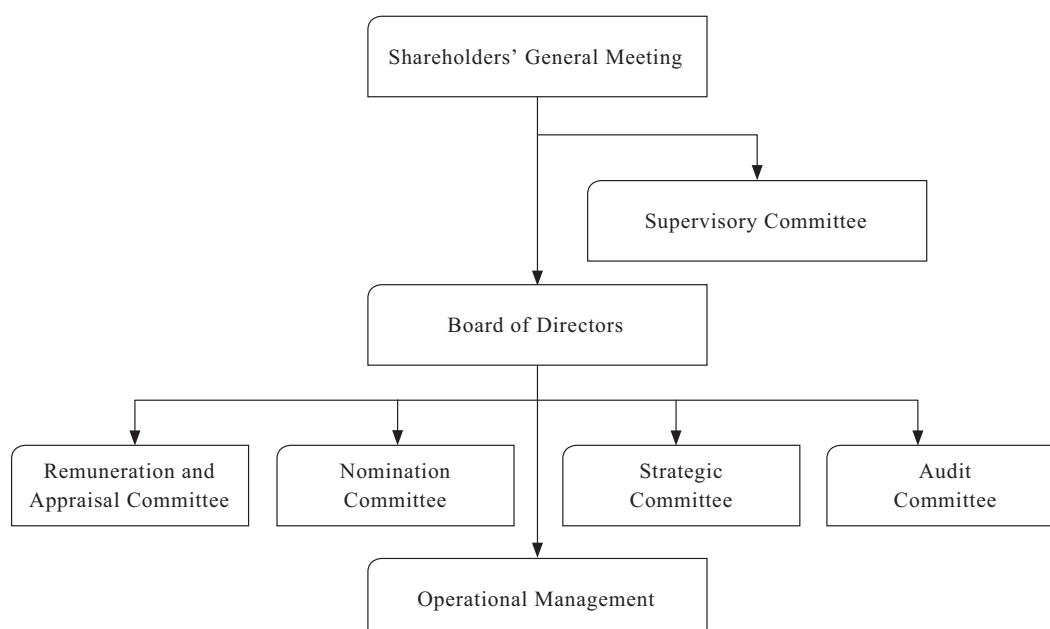 Shareholders’ General Meeting
Supervisory Committee
Board of Directors
Remuneration and
Appraisal Committee
Nomination
Committee
Strategic
Committee
Audit
Committee
Operational Management